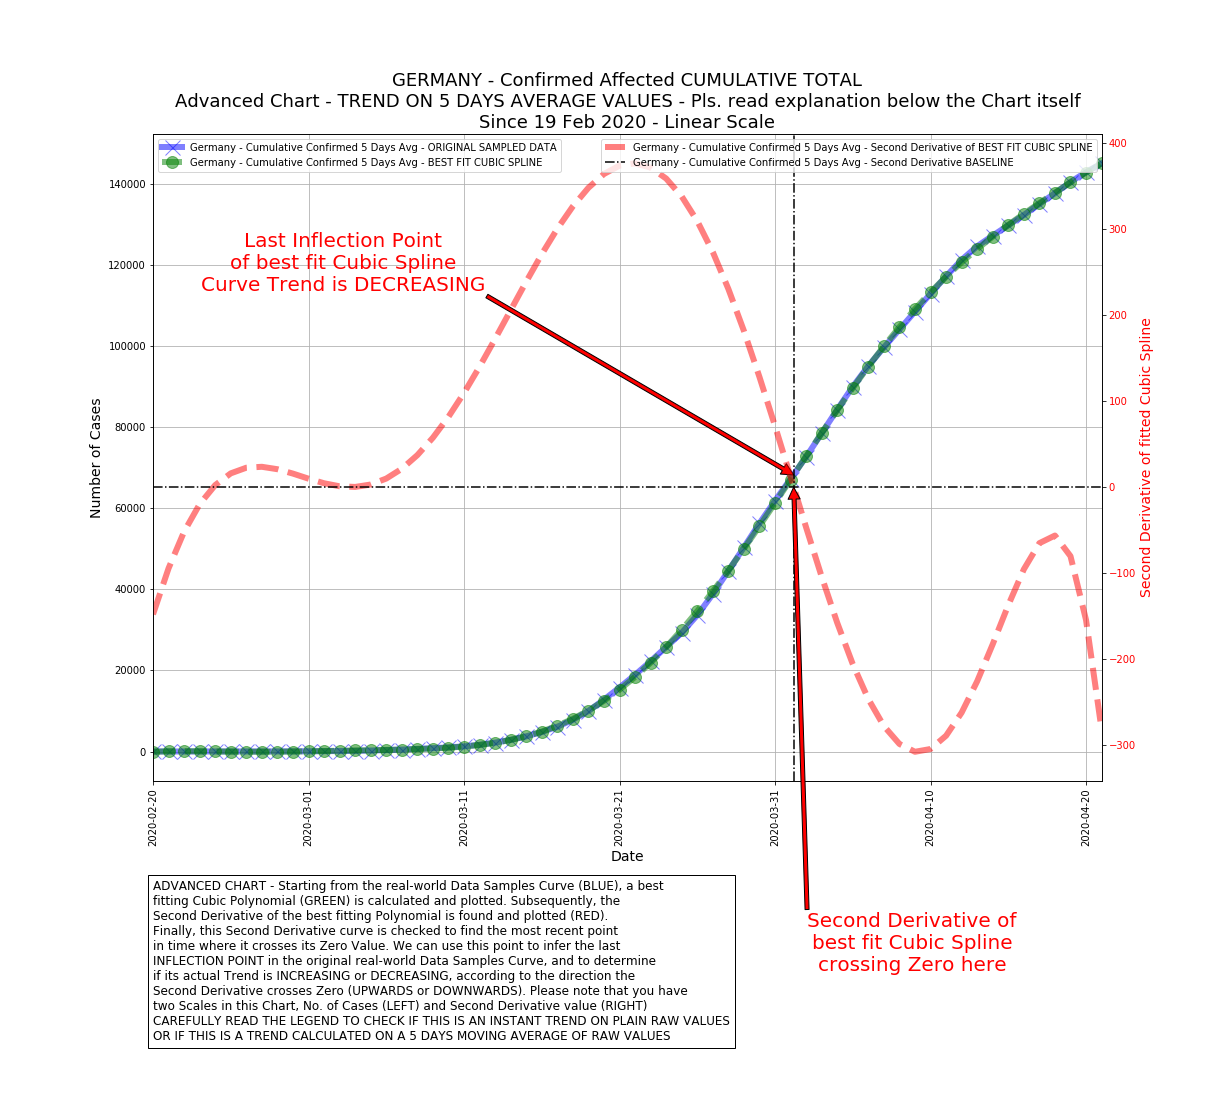 GERMANY - Confirmed Affected CUMULATIVE TOTAL
Advanced Chart - TREND ON 5 DAYS AVERAGE VALUES - Pls. read explanation below the Chart itself
Since 19 Feb 2020 - Linear Scale
Germany - Cumulative Confirmed 5 Days Avg - ORIGINAL SAMPLED DATA
Germany - Cumulative Confirmed 5 Days Avg - BEST FIT CUBIC SPLINE
Germany - Cumulative Confirmed 5 Days Avg - Second Derivative of BEST FIT CUBIC SPLINE
Germany - Cumulative Confirmed 5 Days Avg - Second Derivative BASELINE
Number of Cases
140000
120000
100000
80000
60000
40000
20000
0
Last Inflection Point
of best fit Cubic Spline
Curve Trend is DECREASING
400
300
200
100
0
−100
−200
−300
Second Derivative of fitted Cubic Spline
2020-02-20
2020-03-01
2020-03-11
2020-03-21
2020-03-31
2020-04-10
2020-04-20
Date
Second Derivative of
best fit Cubic Spline
crossing Zero here
ADVANCED CHART - Starting from the real-world Data Samples Curve (BLUE), a best
fitting Cubic Polynomial (GREEN) is calculated and plotted. Subsequently, the
Second Derivative of the best fitting Polynomial is found and plotted (RED).
Finally, this Second Derivative curve is checked to find the most recent point
in time where it crosses its Zero Value. We can use this point to infer the last
INFLECTION POINT in the original real-world Data Samples Curve, and to determine
if its actual Trend is INCREASING or DECREASING, according to the direction the
Second Derivative crosses Zero (UPWARDS or DOWNWARDS). Please note that you have
two Scales in this Chart, No. of Cases (LEFT) and Second Derivative value (RIGHT)
CAREFULLY READ THE LEGEND TO CHECK IF THIS IS AN INSTANT TREND ON PLAIN RAW VALUES
OR IF THIS IS A TREND CALCULATED ON A 5 DAYS MOVING AVERAGE OF RAW VALUES